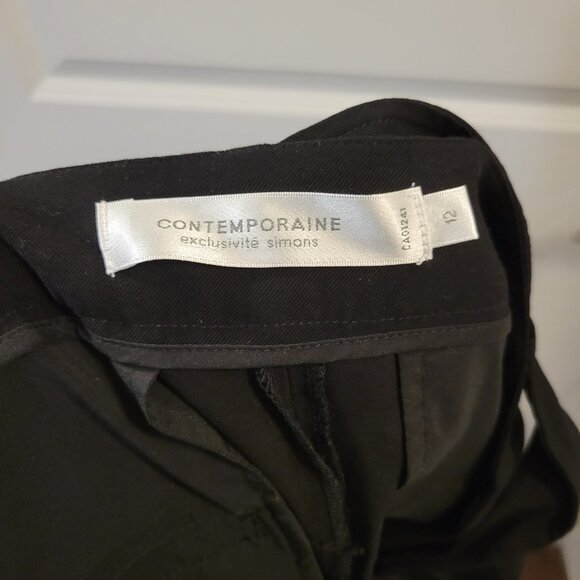 CONTEMPORAINE
exclusivité simons
CA01241
12